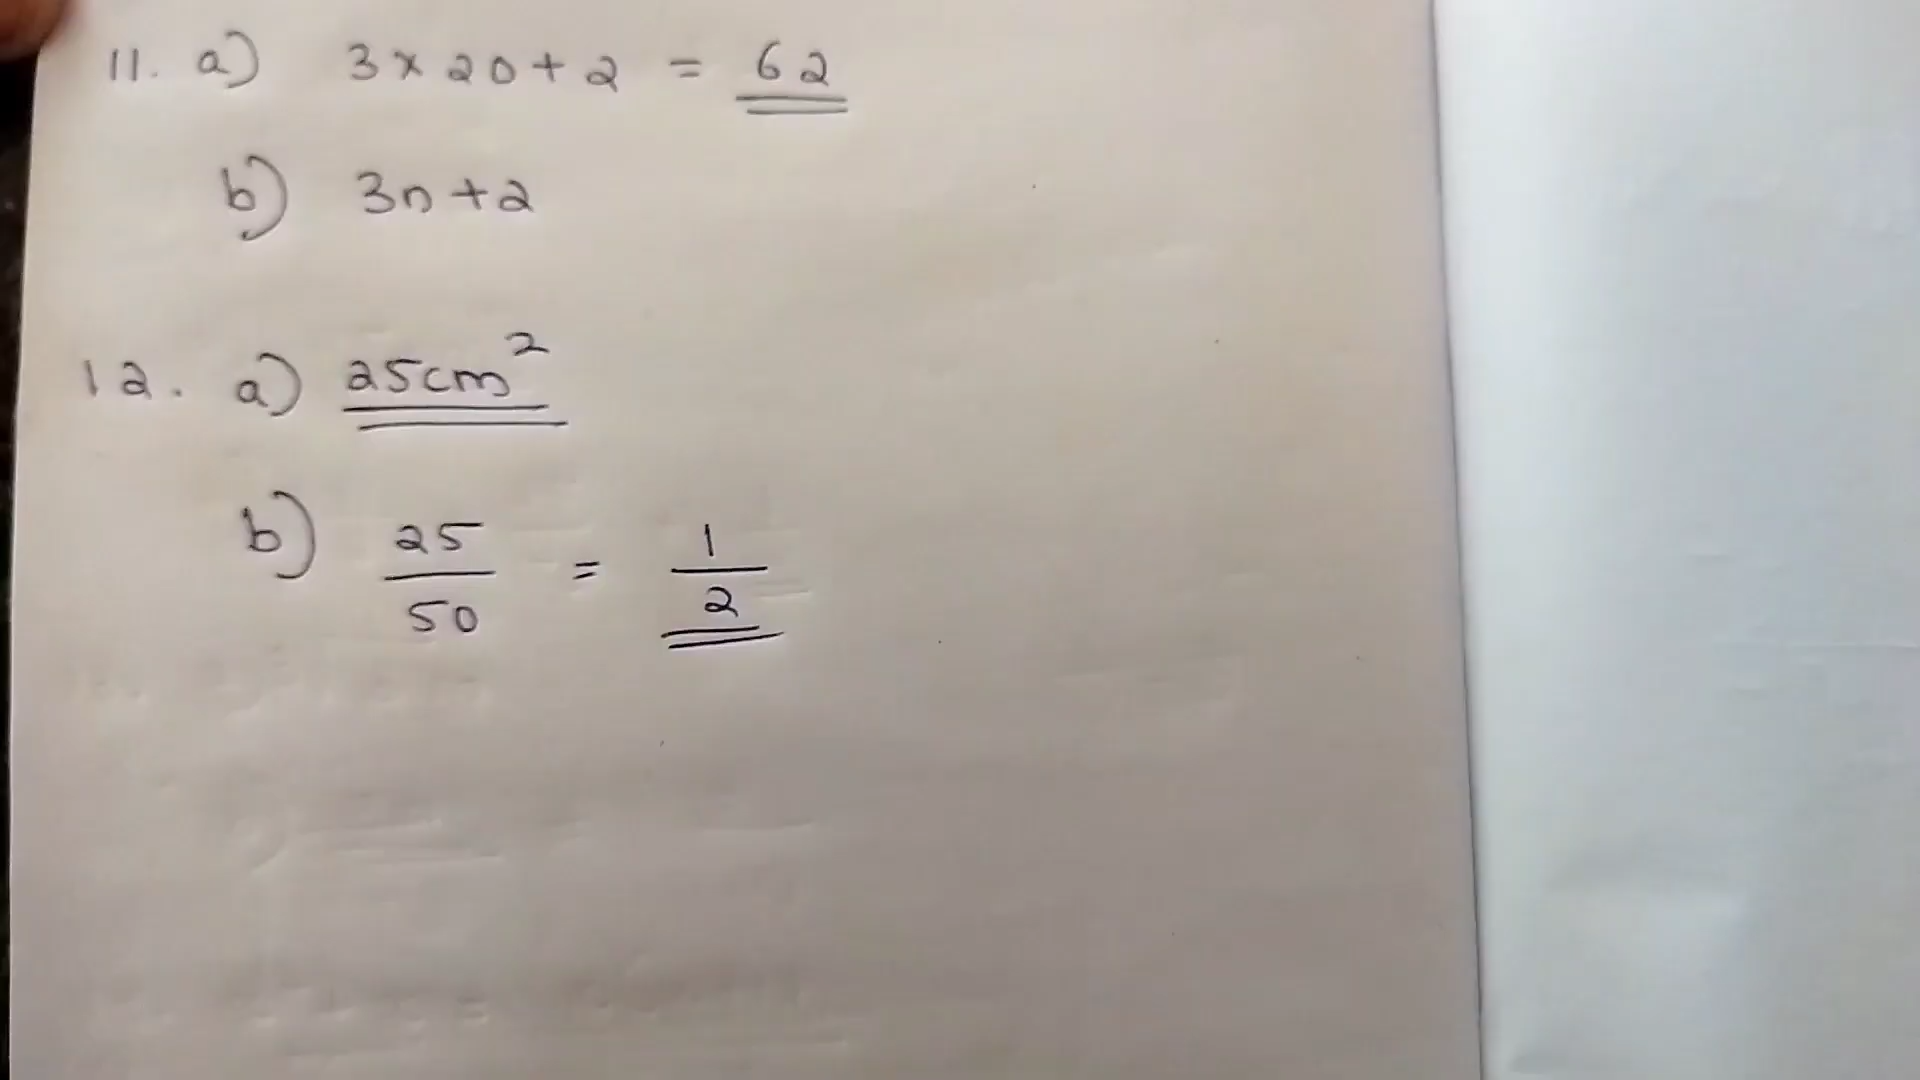 11. a) 3 × 20 + 2 = 62
b) 3n + 2
12. a) 25cm²
b) 25/50 = 1/2